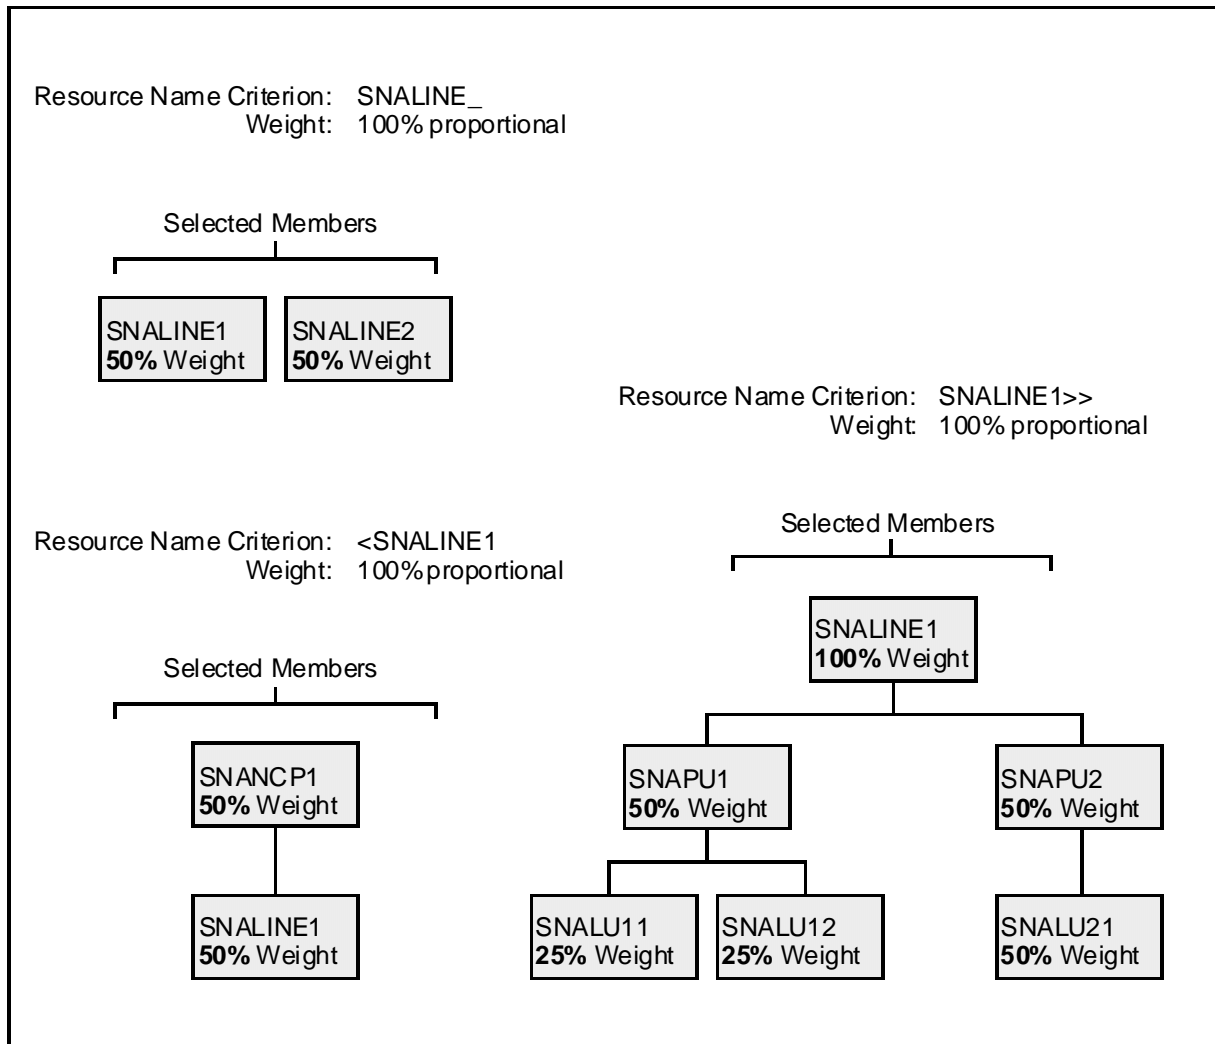 Resource Name Criterion: SNALINE_
Weight: 100% proportional
Selected Members
SNALINE1
50% Weight
SNALINE2
50% Weight
Resource Name Criterion: SNALINE1>>
Weight: 100% proportional
Selected Members
SNALINE1
100% Weight
SNAPU1
50% Weight
SNAPU2
50% Weight
SNALU11
25% Weight
SNALU12
25% Weight
SNALU21
50% Weight
Resource Name Criterion: <SNALINE1
Weight: 100% proportional
Selected Members
SNANCP1
50% Weight
SNALINE1
50% Weight